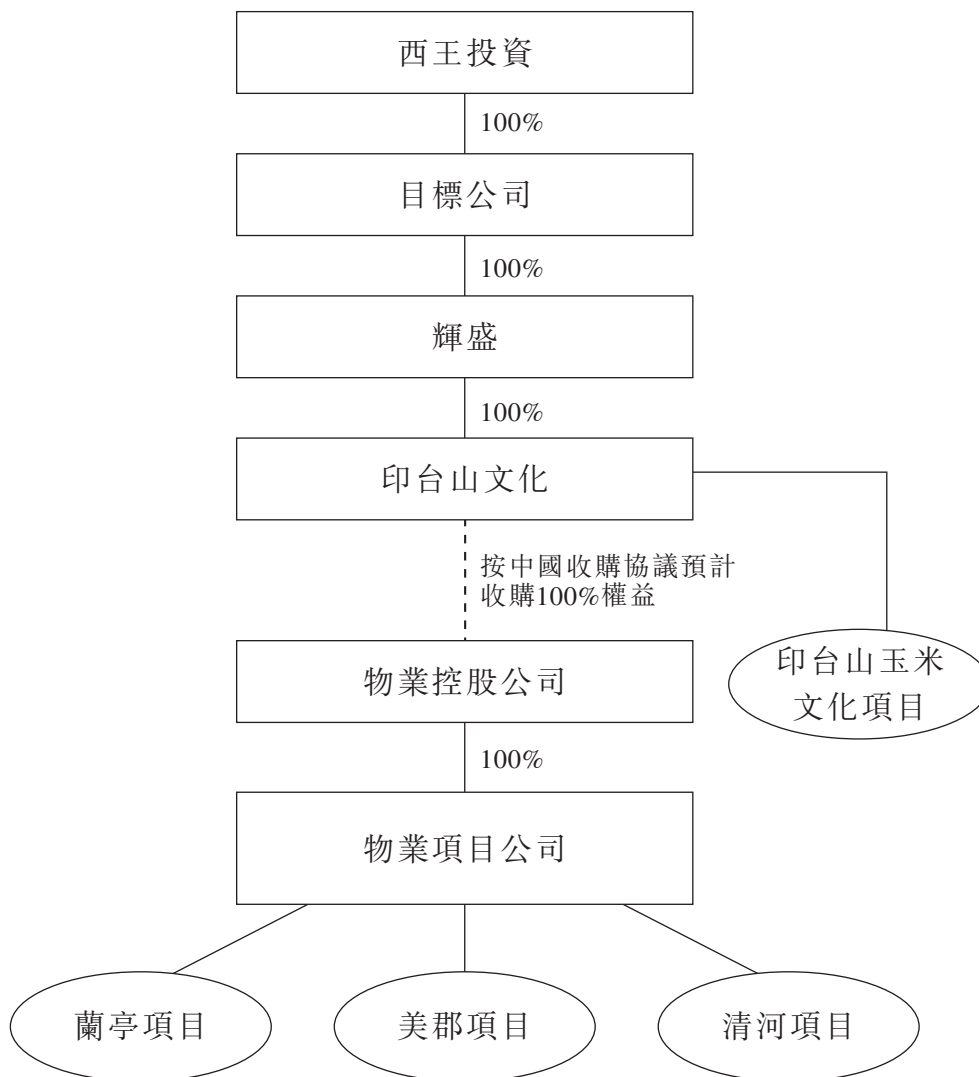 西王投資
100%
目標公司
100%
輝盛
100%
印台山文化
按中國收購協議預計
收購100%權益
物業控股公司
印台山玉米
文化項目
100%
物業項目公司
蘭亭項目
美郡項目
清河項目